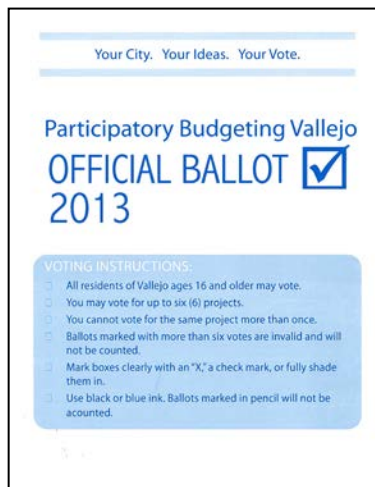 Your City. Your Ideas. Your Vote.
Participatory Budgeting Vallejo
OFFICIAL BALLOT
2013
VOTING INSTRUCTIONS:
All residents of Vallejo ages 16 and older may vote.
You may vote for up to six (6) projects.
You cannot vote for the same project more than once.
Ballots marked with more than six votes are invalid and will
not be counted.
Mark boxes clearly with an "X," a check mark, or fully shade
them in.
Use black or blue ink. Ballots marked in pencil will not be
acounted.